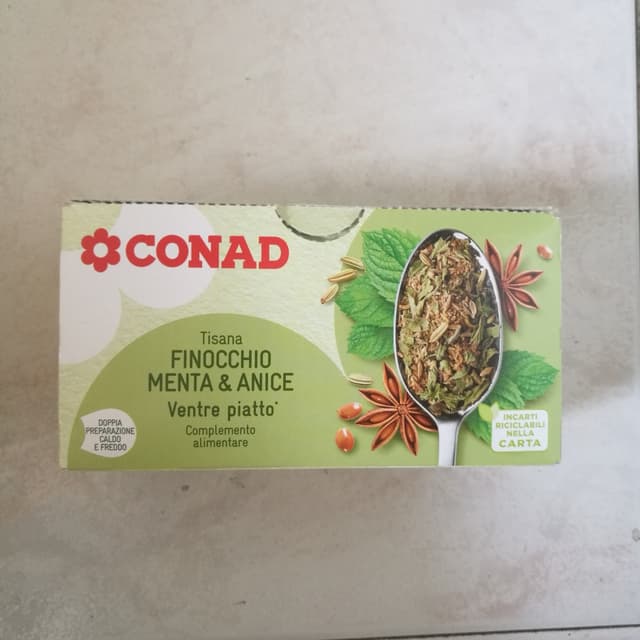 CONAD
Tisana
FINOCCHIO
MENTA & ANICE
Ventre piatto*
Complemento
alimentare
DOPPIA
PREPARAZIONE
CALDO
E FREDDO
INCARTI
RICICLABILI
NELLA
CARTA